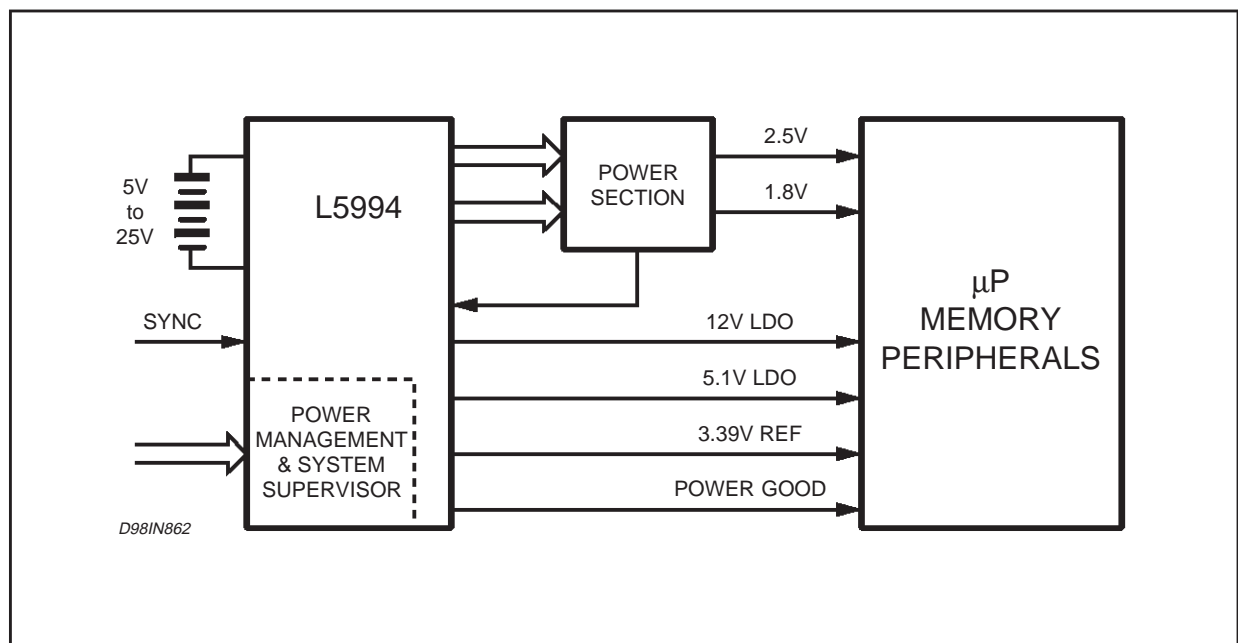 5V
to
25V
L5994
POWER
SECTION
2.5V
1.8V
SYNC
12V LDO
5.1V LDO
3.39V REF
POWER GOOD
POWER
MANAGEMENT
& SYSTEM
SUPERVISOR
μP
MEMORY
PERIPHERALS
D98IN862